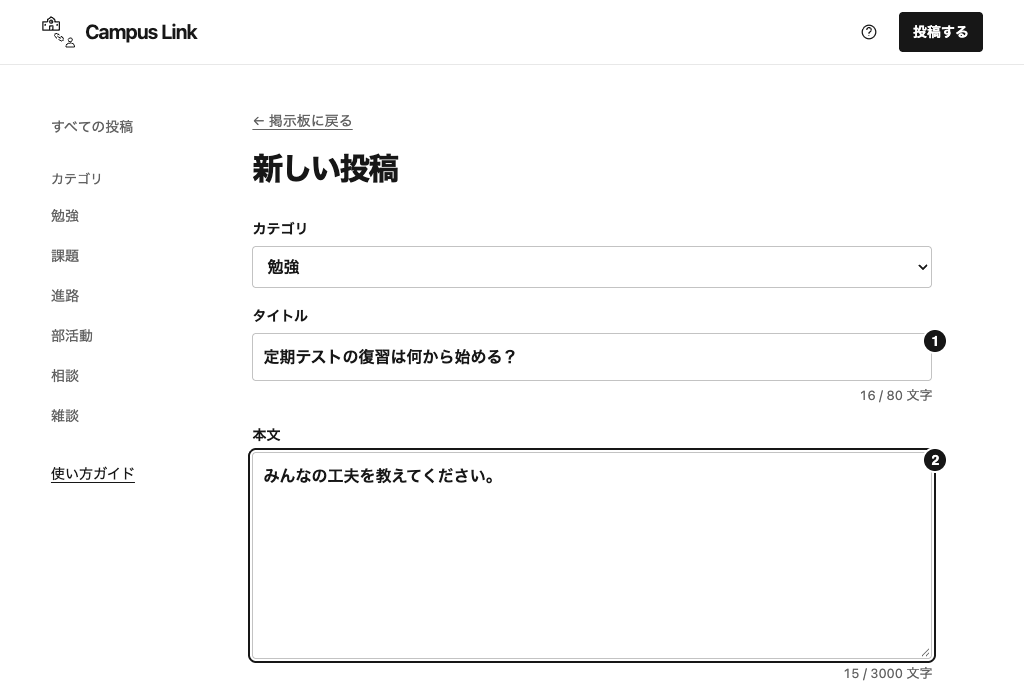 Campus Link
投稿する
すべての投稿
カテゴリ
勉強
課題
進路
部活動
相談
雑談
使い方ガイド
← 掲示板に戻る
新しい投稿
カテゴリ
勉強
タイトル
1
定期テストの復習は何から始める？
16 / 80 文字
本文
2
みんなの工夫を教えてください。
15 / 3000 文字